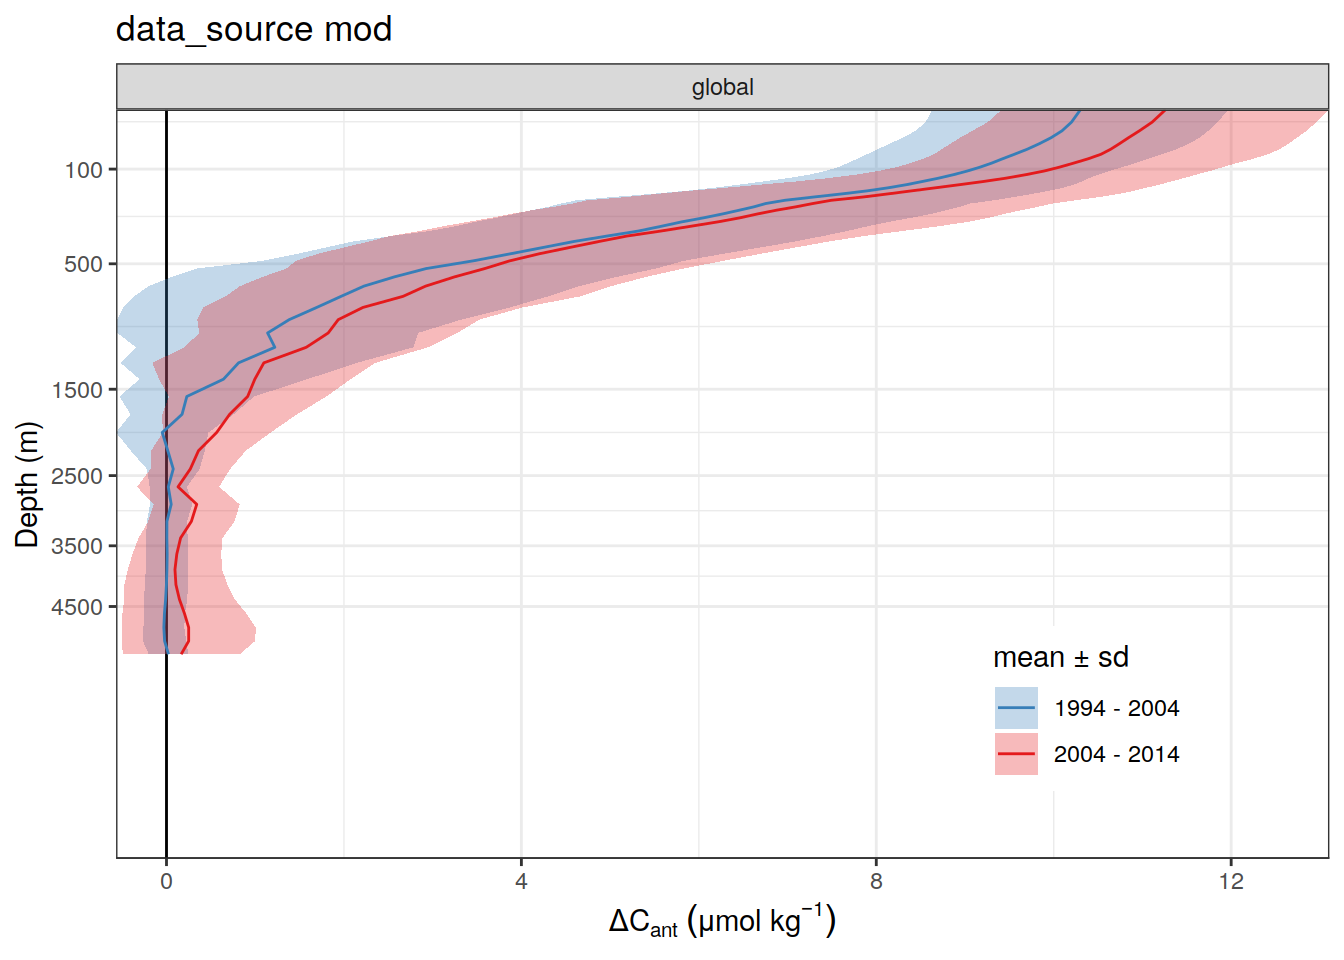 data_source mod
global
100
500
1500
2500
3500
4500
Depth (m)
mean ± sd
1994 - 2004
2004 - 2014
0 4 8 12
ΔCant (μmol kg−1)